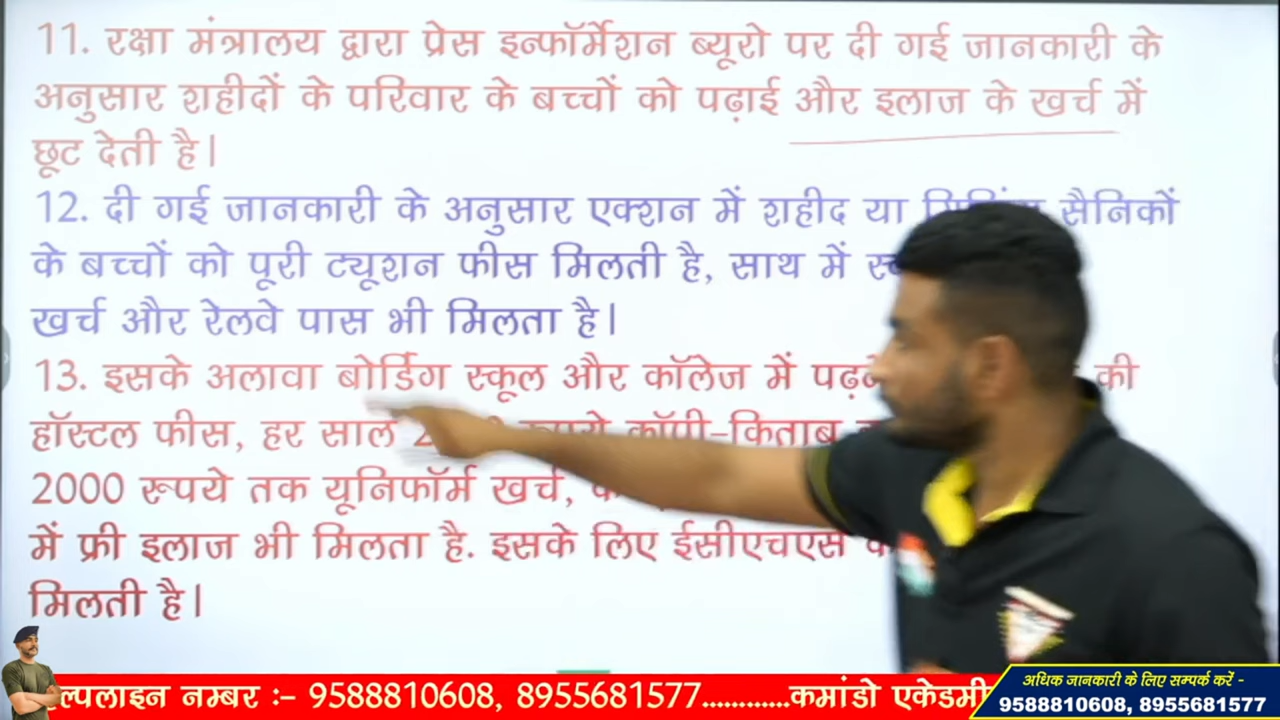 11. रक्षा मंत्रालय द्वारा प्रेस इन्फॉर्मेशन ब्यूरो पर दी गई जानकारी के
अनुसार शहीदों के परिवार के बच्चों को पढ़ाई और इलाज के खर्च में
छूट देती है।
12. दी गई जानकारी के अनुसार एक्शन में शहीद या सैनिकों
के बच्चों को पूरी ट्यूशन फीस मिलती है, साथ में
खर्च और रेलवे पास भी मिलता है।
13. इसके अलावा बोर्डिंग स्कूल और कॉलेज में की
हॉस्टल फीस, हर साल रूपये कॉपी-किताब
2000 रूपये तक यूनिफॉर्म खर्च,
में फ्री इलाज भी मिलता है. इसके लिए ईसीएचएस
मिलती है।
ल्पलाइन नम्बर :- 9588810608, 8955681577.............कमांडो एकेडमी
अधिक जानकारी के लिए सम्पर्क करें -
9588810608, 8955681577